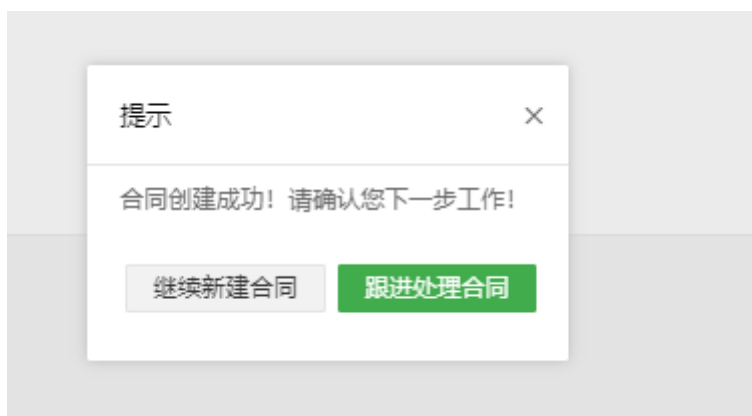 提示
合同创建成功！请确认您下一步工作！
继续新建合同
跟进处理合同